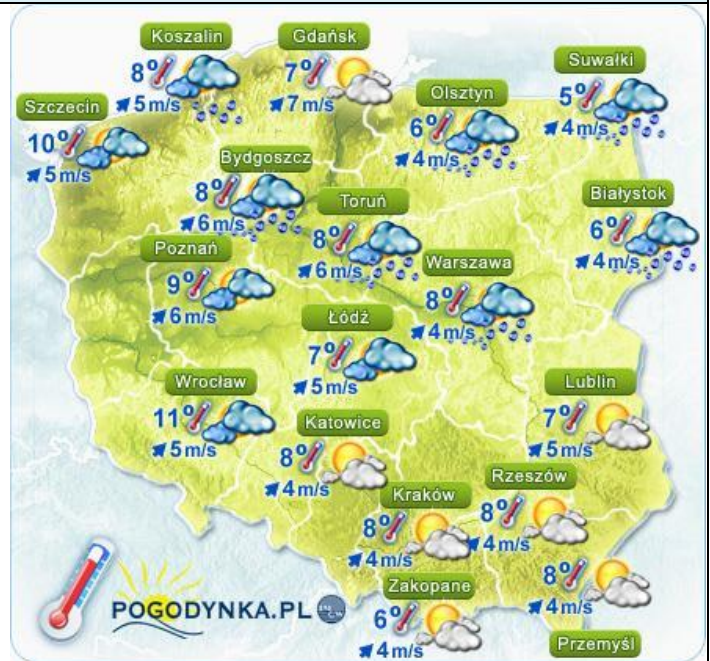 Koszalin
8°
5 m/s
Gdańsk
7°
7 m/s
Suwałki
5°
4 m/s
Szczecin
10°
5 m/s
Olsztyn
6°
4 m/s
Bydgoszcz
8°
6 m/s
Toruń
8°
6 m/s
Białystok
6°
4 m/s
Poznań
9°
6 m/s
Warszawa
8°
4 m/s
Łódź
7°
5 m/s
Wrocław
11°
5 m/s
Katowice
8°
4 m/s
Lublin
7°
5 m/s
Kraków
8°
4 m/s
Rzeszów
8°
4 m/s
8°
4 m/s
Przemyśl
Zakopane
6°
4 m/s
POGODYNKA.PL